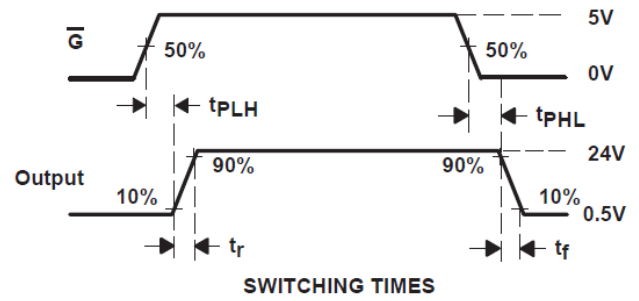 G̅
50%
50%
5V
0V
tPLH
tPHL
Output
10%
90%
90%
10%
24V
0.5V
tr
tf
SWITCHING TIMES